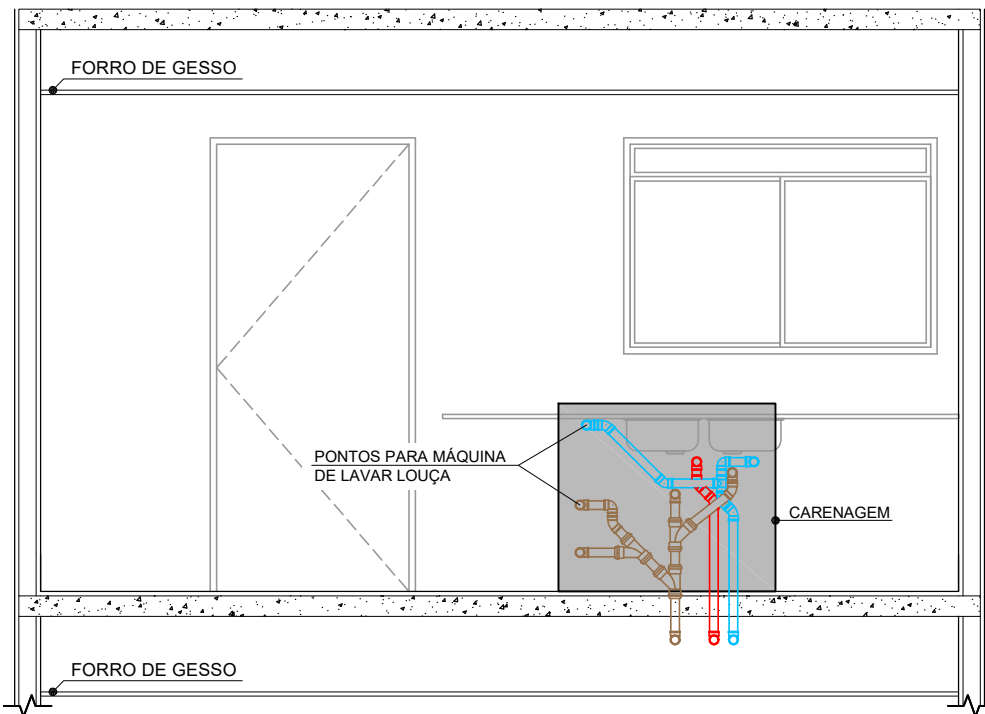 FORRO DE GESSO
PONTOS PARA MÁQUINA
DE LAVAR LOUÇA
CARENAGEM
FORRO DE GESSO